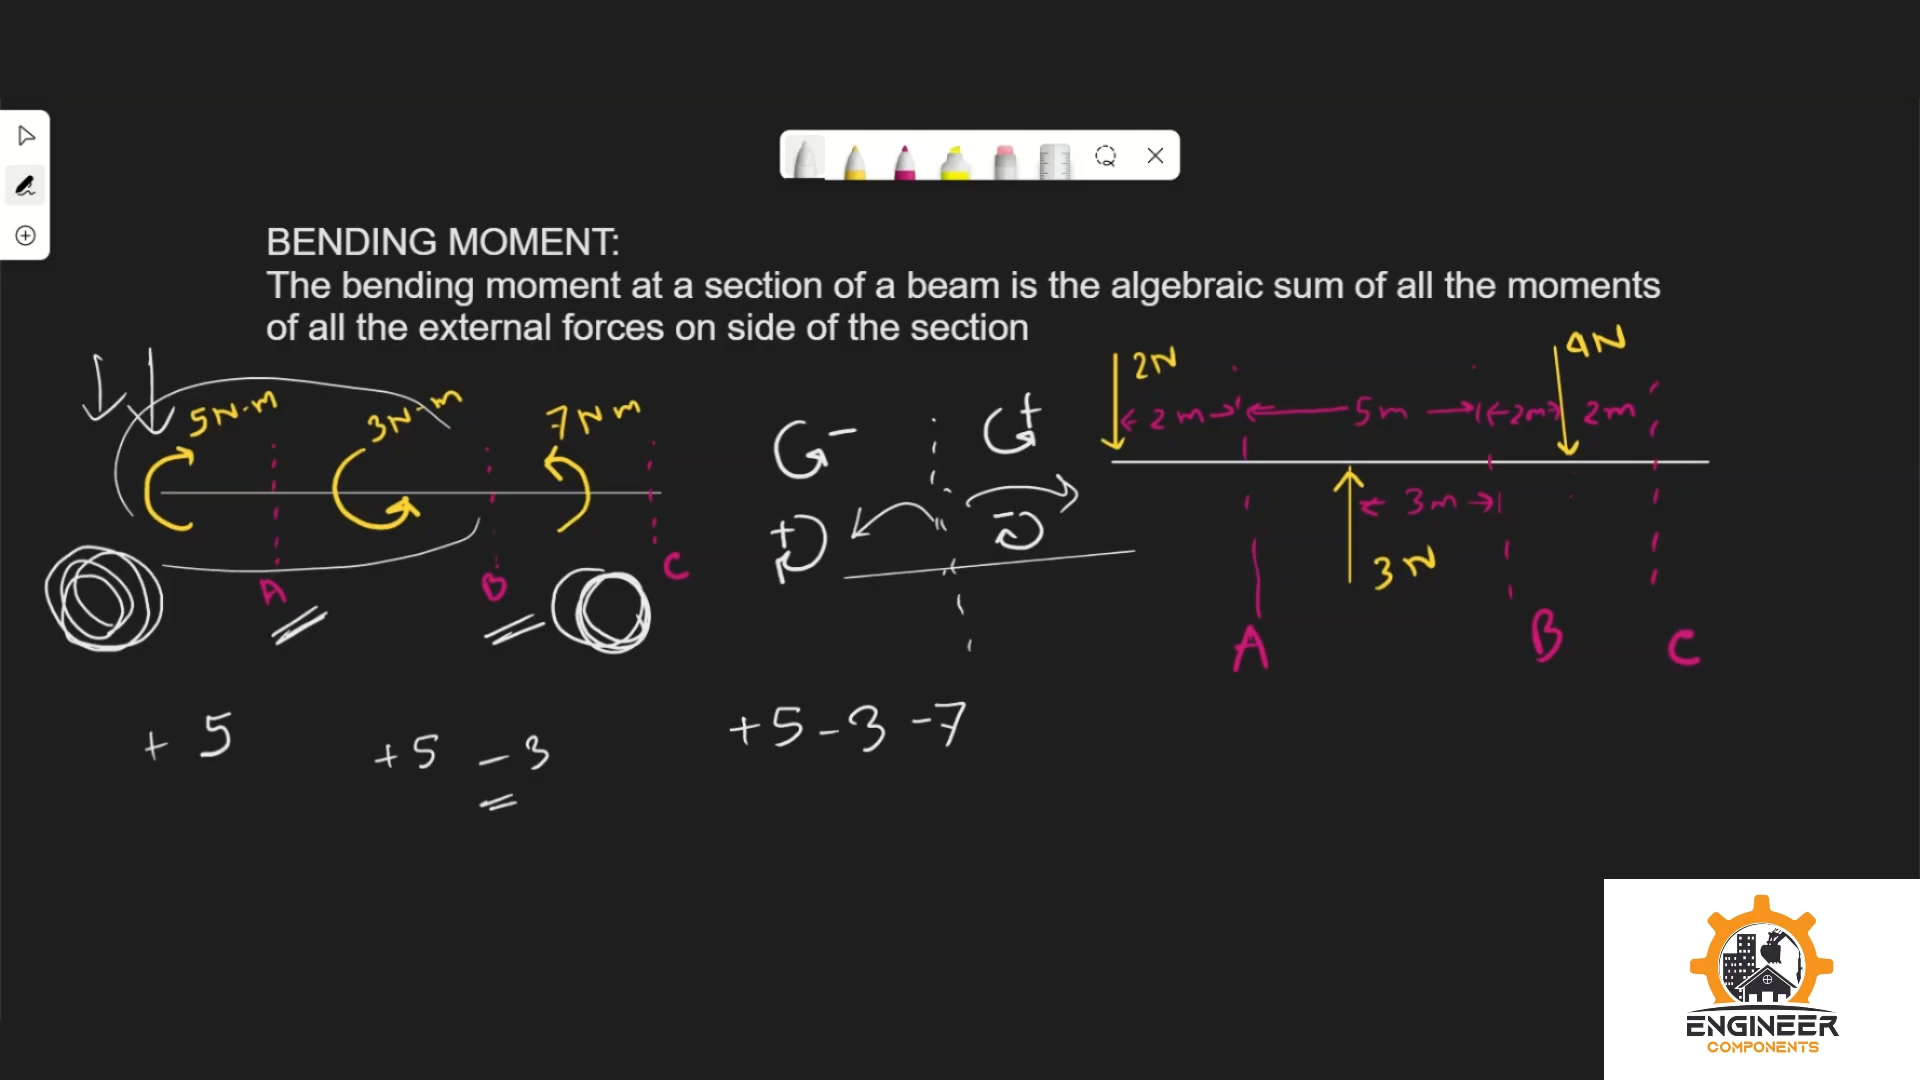 BENDING MOMENT:
The bending moment at a section of a beam is the algebraic sum of all the moments
of all the external forces on side of the section
5N-m
3N-m
7Nm
A
B
C
-
+
+
-
2N
4N
2m
5m
2m
2m
3m
3N
A
B
C
+5
+5 -3
+5-3-7
ENGINEER
COMPONENTS